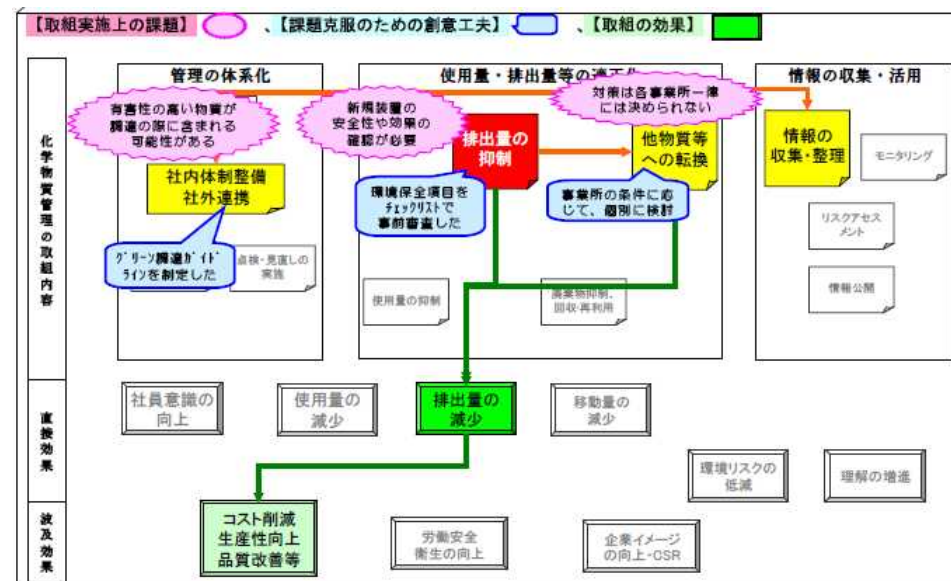 【取組実施上の課題】 、【課題克服のための創意工夫】 、【取組の効果】
化学物質管理の取組内容
管理の体系化
有害性の高い物質が
調達の際に含まれる
可能性がある
社内体制整備
社外連携
グリーン調達ガイド
ラインを制定した
点検・見直しの
実施
使用量・排出量等の適正化
新規装置の
安全性や効果の
確認が必要
排出量の
抑制
環境保全項目を
チェックリストで
事前審査した
対策は各事業所一律
には決められない
他物質等
への転換
事業所の条件に応
じて、個別に検討
使用量の抑制
廃棄物抑制、
回収・再利用
情報の収集・活用
情報の
収集・整理
モニタリング
リスクアセス
メント
情報公開
直接効果
社員意識の
向上
使用量の
減少
排出量の
減少
移動量の
減少
環境リスクの
低減
理解の増進
波及効果
コスト削減
生産性向上
品質改善等
労働安全
衛生の向上
企業イメージ
の向上・CSR